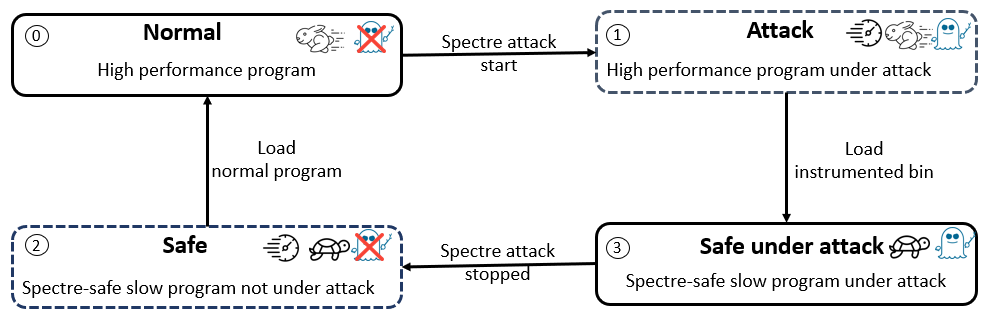 0
Normal
High performance program
Spectre attack
start
1
Attack
High performance program under attack
Load
normal program
Load
instrumented bin
2
Safe
Spectre-safe slow program not under attack
Spectre attack
stopped
3
Safe under attack
Spectre-safe slow program under attack